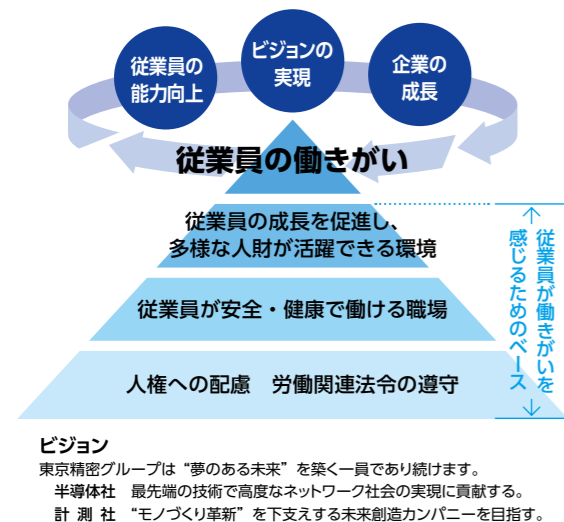 従業員の
能力向上
ビジョンの
実現
企業の
成長
従業員の働きがい
従業員の成長を促進し、
多様な人財が活躍できる環境
従業員が安全・健康で働ける職場
人権への配慮 労働関連法令の遵守
従業員が働きがいを
感じるためのベース
ビジョン
東京精密グループは“夢のある未来”を築く一員であり続けます。
半導体社 最先端の技術で高度なネットワーク社会の実現に貢献する。
計測社 “モノづくり革新”を下支えする未来創造カンパニーを目指す。